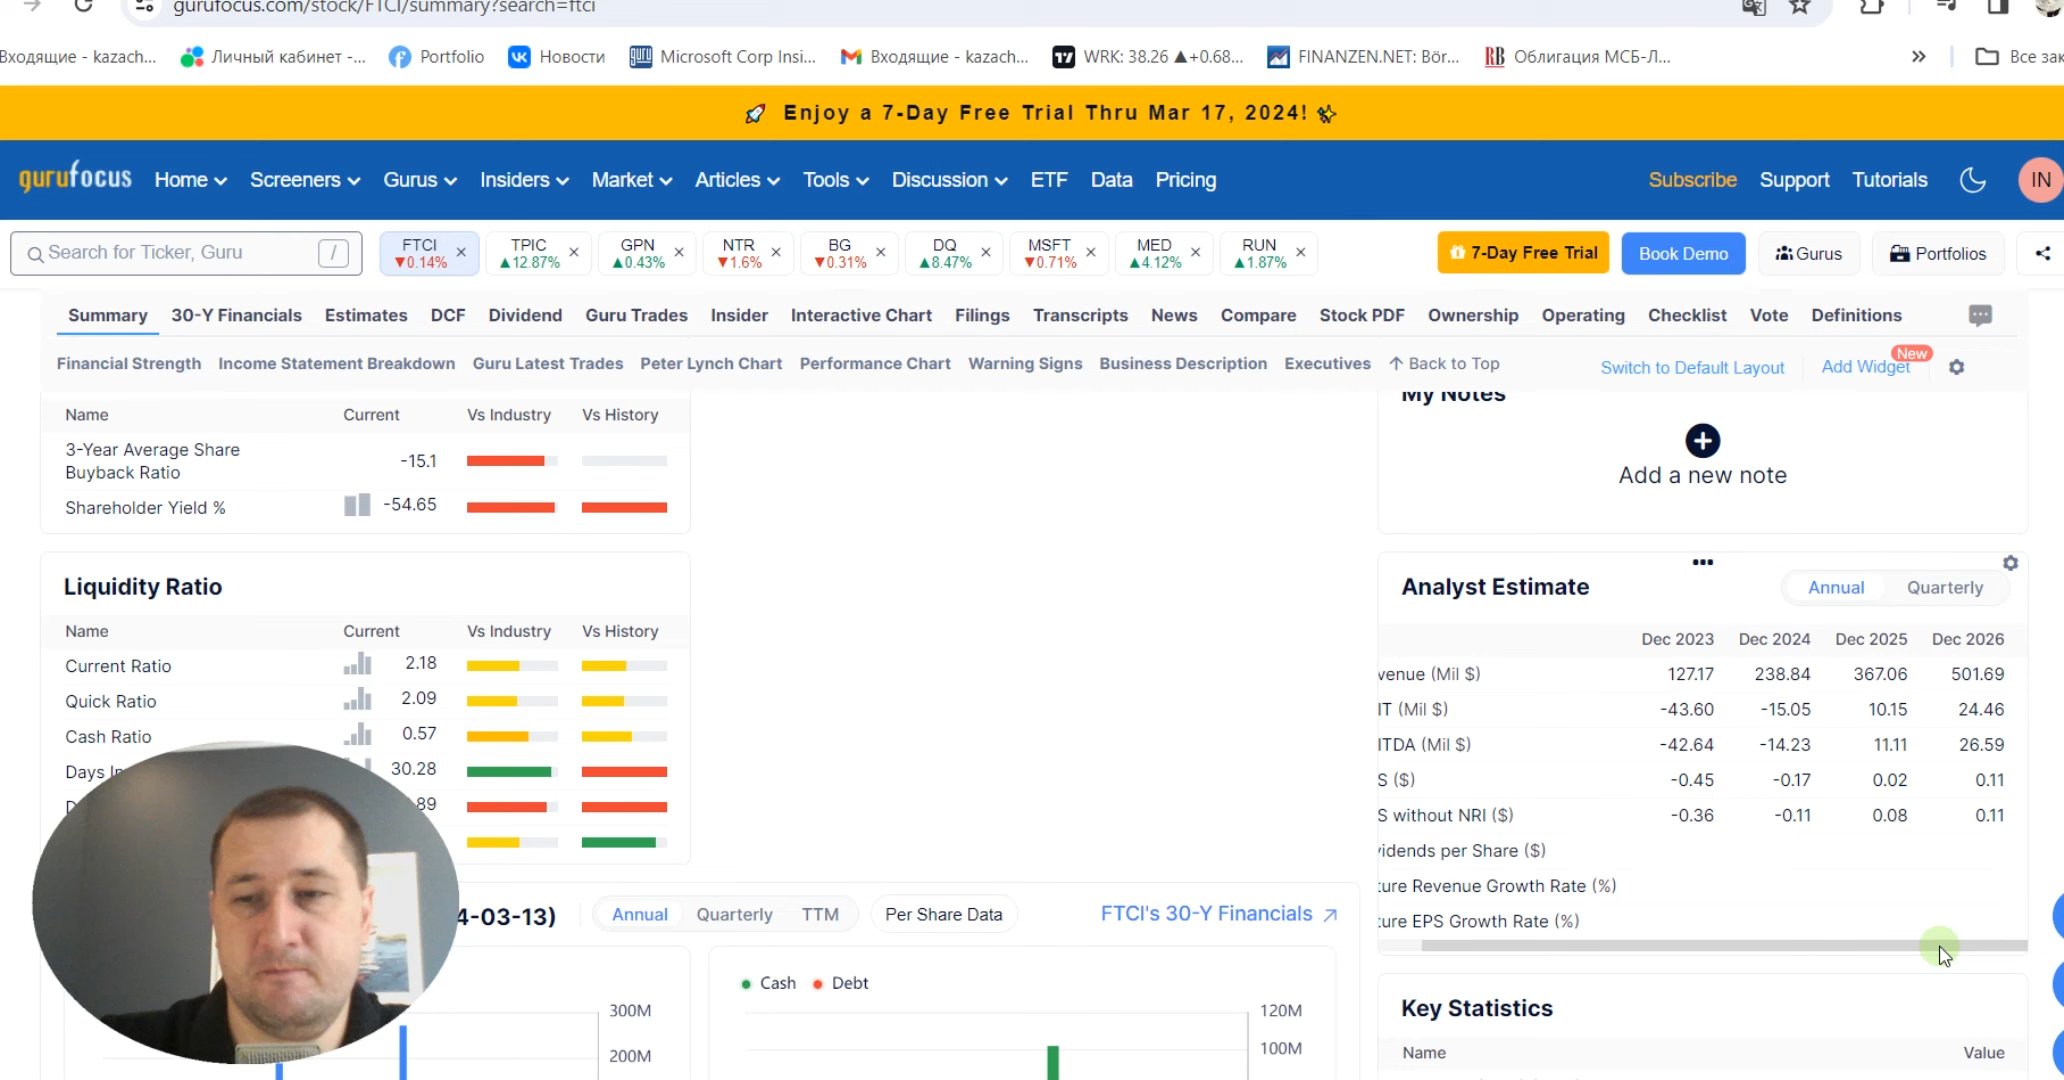 gurufocus.com/stock/FTCI/summary?search=ftci
Входящие - kazach... Личный кабинет -... Portfolio Новости Microsoft Corp Insi... Входящие - kazach... WRK: 38.26 ▲+0.68... FINANZEN.NET: Bör... Облигация МСБ-Л... » Все зак
Enjoy a 7-Day Free Trial Thru Mar 17, 2024!
gurufocus Home Screeners Gurus Insiders Market Articles Tools Discussion ETF Data Pricing Subscribe Support Tutorials IN
Search for Ticker, Guru / FTCI ▼0.14% × TPIC ▲12.87% × GPN ▲0.43% × NTR ▼1.6% × BG ▼0.31% × DQ ▲8.47% × MSFT ▼0.71% × MED ▲4.12% × RUN ▲1.87% × 7-Day Free Trial Book Demo Gurus Portfolios
Summary 30-Y Financials Estimates DCF Dividend Guru Trades Insider Interactive Chart Filings Transcripts News Compare Stock PDF Ownership Operating Checklist Vote Definitions
Financial Strength Income Statement Breakdown Guru Latest Trades Peter Lynch Chart Performance Chart Warning Signs Business Description Executives ↑ Back to Top Switch to Default Layout Add Widget New
Name Current Vs Industry Vs History
3-Year Average Share
Buyback Ratio -15.1
Shareholder Yield % -54.65
My Notes
Add a new note
Liquidity Ratio
Name Current Vs Industry Vs History
Current Ratio 2.18
Quick Ratio 2.09
Cash Ratio 0.57
Days In 30.28
D 89
Analyst Estimate Annual Quarterly
Dec 2023 Dec 2024 Dec 2025 Dec 2026
venue (Mil $) 127.17 238.84 367.06 501.69
IT (Mil $) -43.60 -15.05 10.15 24.46
ITDA (Mil $) -42.64 -14.23 11.11 26.59
S ($) -0.45 -0.17 0.02 0.11
S without NRI ($) -0.36 -0.11 0.08 0.11
vidends per Share ($)
ture Revenue Growth Rate (%)
ture EPS Growth Rate (%)
4-03-13) Annual Quarterly TTM Per Share Data FTCI's 30-Y Financials
Cash Debt
300M
200M
120M
100M
Key Statistics
Name Value